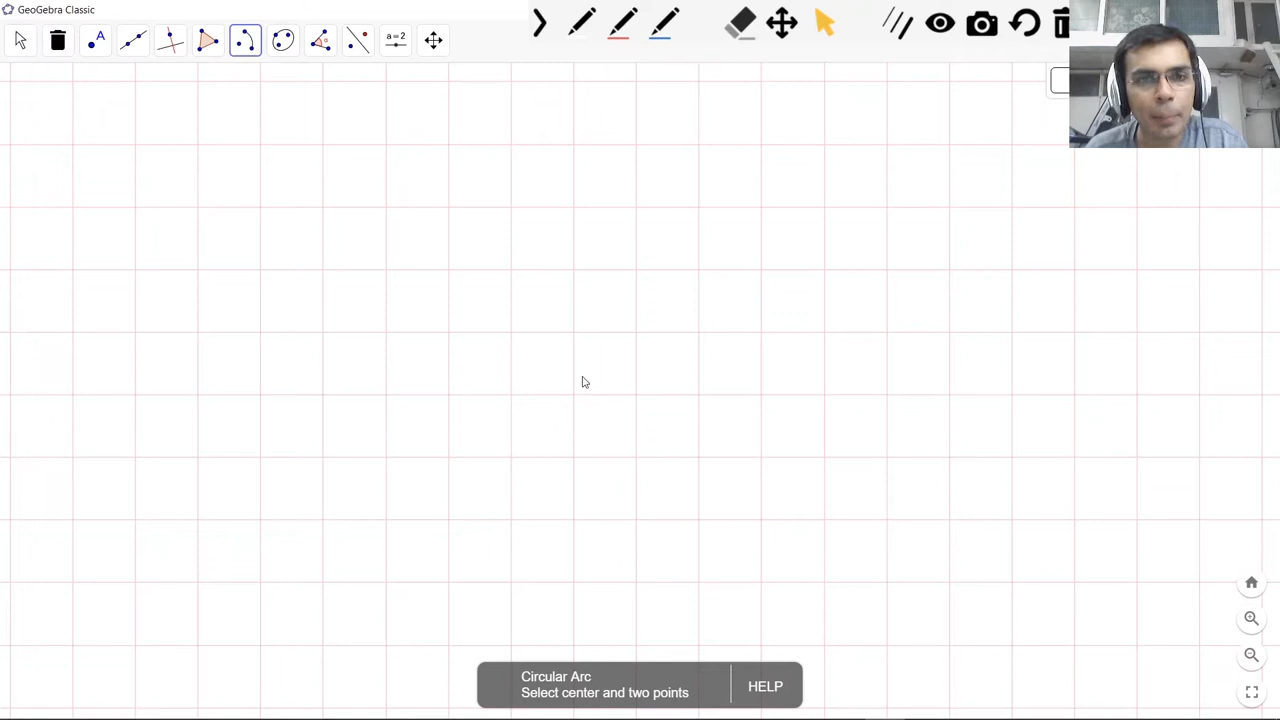 GeoGebra Classic
A
a=2
Circular Arc
Select center and two points
HELP